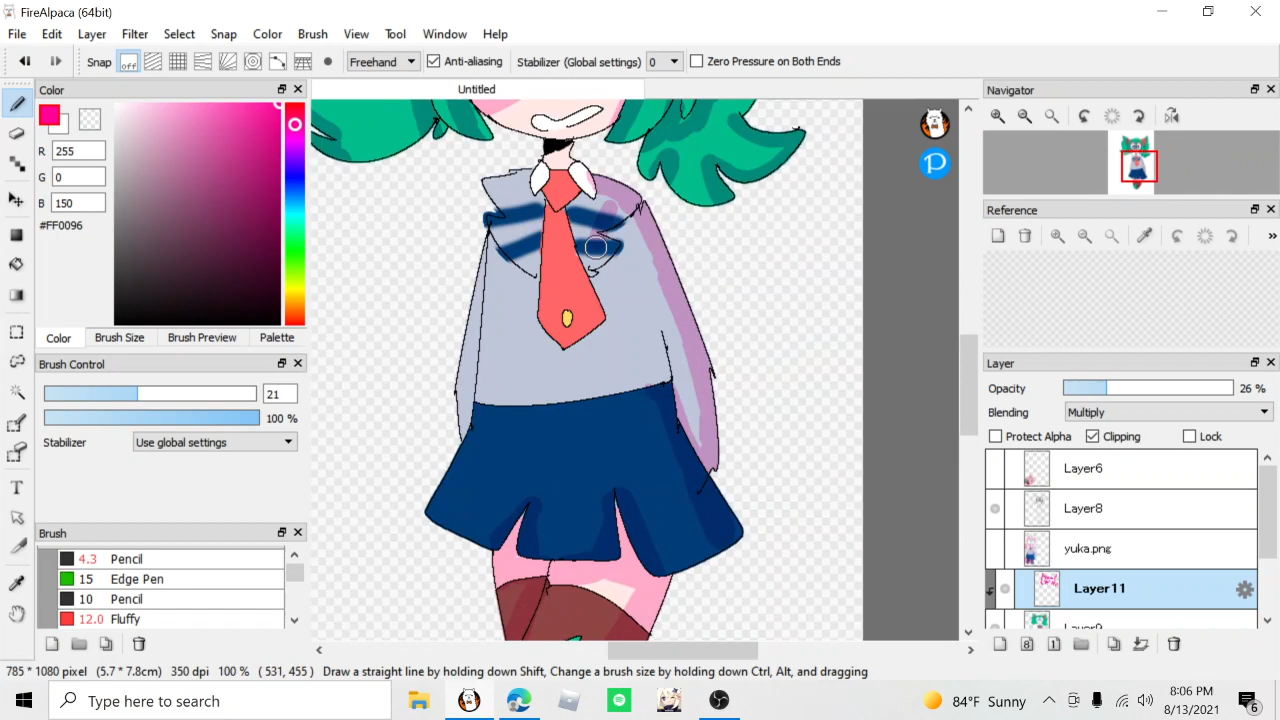 FireAlpaca (64bit)
File Edit Layer Filter Select Snap Color Brush View Tool Window Help
Snap off Freehand Anti-aliasing Stabilizer (Global settings) 0 Zero Pressure on Both Ends
Color
Untitled
Navigator
R 255
G 0
B 150
#FF0096
Reference
Color Brush Size Brush Preview Palette
Brush Control
21
100 %
Stabilizer Use global settings
Layer
Opacity 26 %
Blending Multiply
Protect Alpha Clipping Lock
Layer6
Layer8
yuka.png
Layer11
Layer9
Brush
4.3 Pencil
15 Edge Pen
10 Pencil
12.0 Fluffy
785 * 1080 pixel (5.7 * 7.8cm) 350 dpi 100 % ( 531, 455 ) Draw a straight line by holding down Shift, Change a brush size by holding down Ctrl, Alt, and dragging
Type here to search
84°F Sunny
8:06 PM
8/13/2021
6